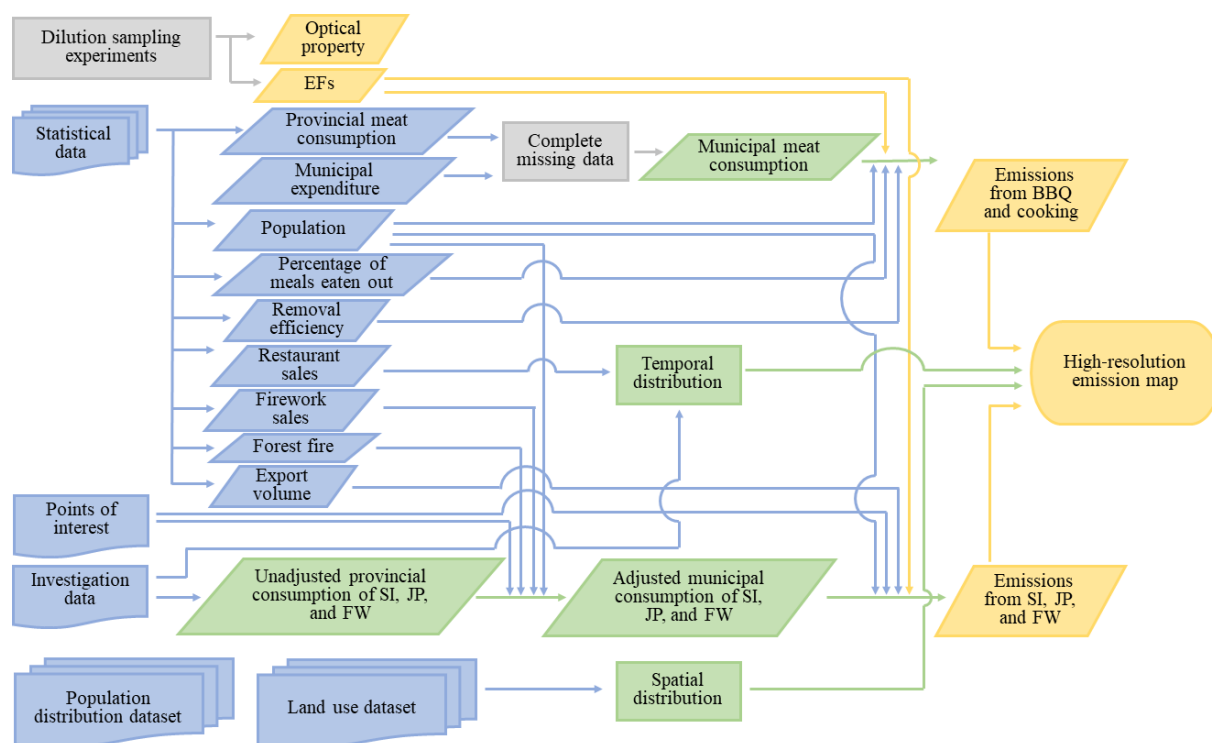 Dilution sampling
experiments
Optical
property
EFs
Statistical
data
Provincial meat
consumption
Complete
missing data
Municipal meat
consumption
Municipal
expenditure
Emissions
from BBQ
and cooking
Population
Percentage of
meals eaten out
Removal
efficiency
Restaurant
sales
Temporal
distribution
High-resolution
emission map
Firework
sales
Forest fire
Export
volume
Points of
interest
Investigation
data
Unadjusted provincial
consumption of SI, JP,
and FW
Adjusted municipal
consumption of SI,
JP, and FW
Emissions
from SI, JP,
and FW
Population
distribution dataset
Land use dataset
Spatial
distribution